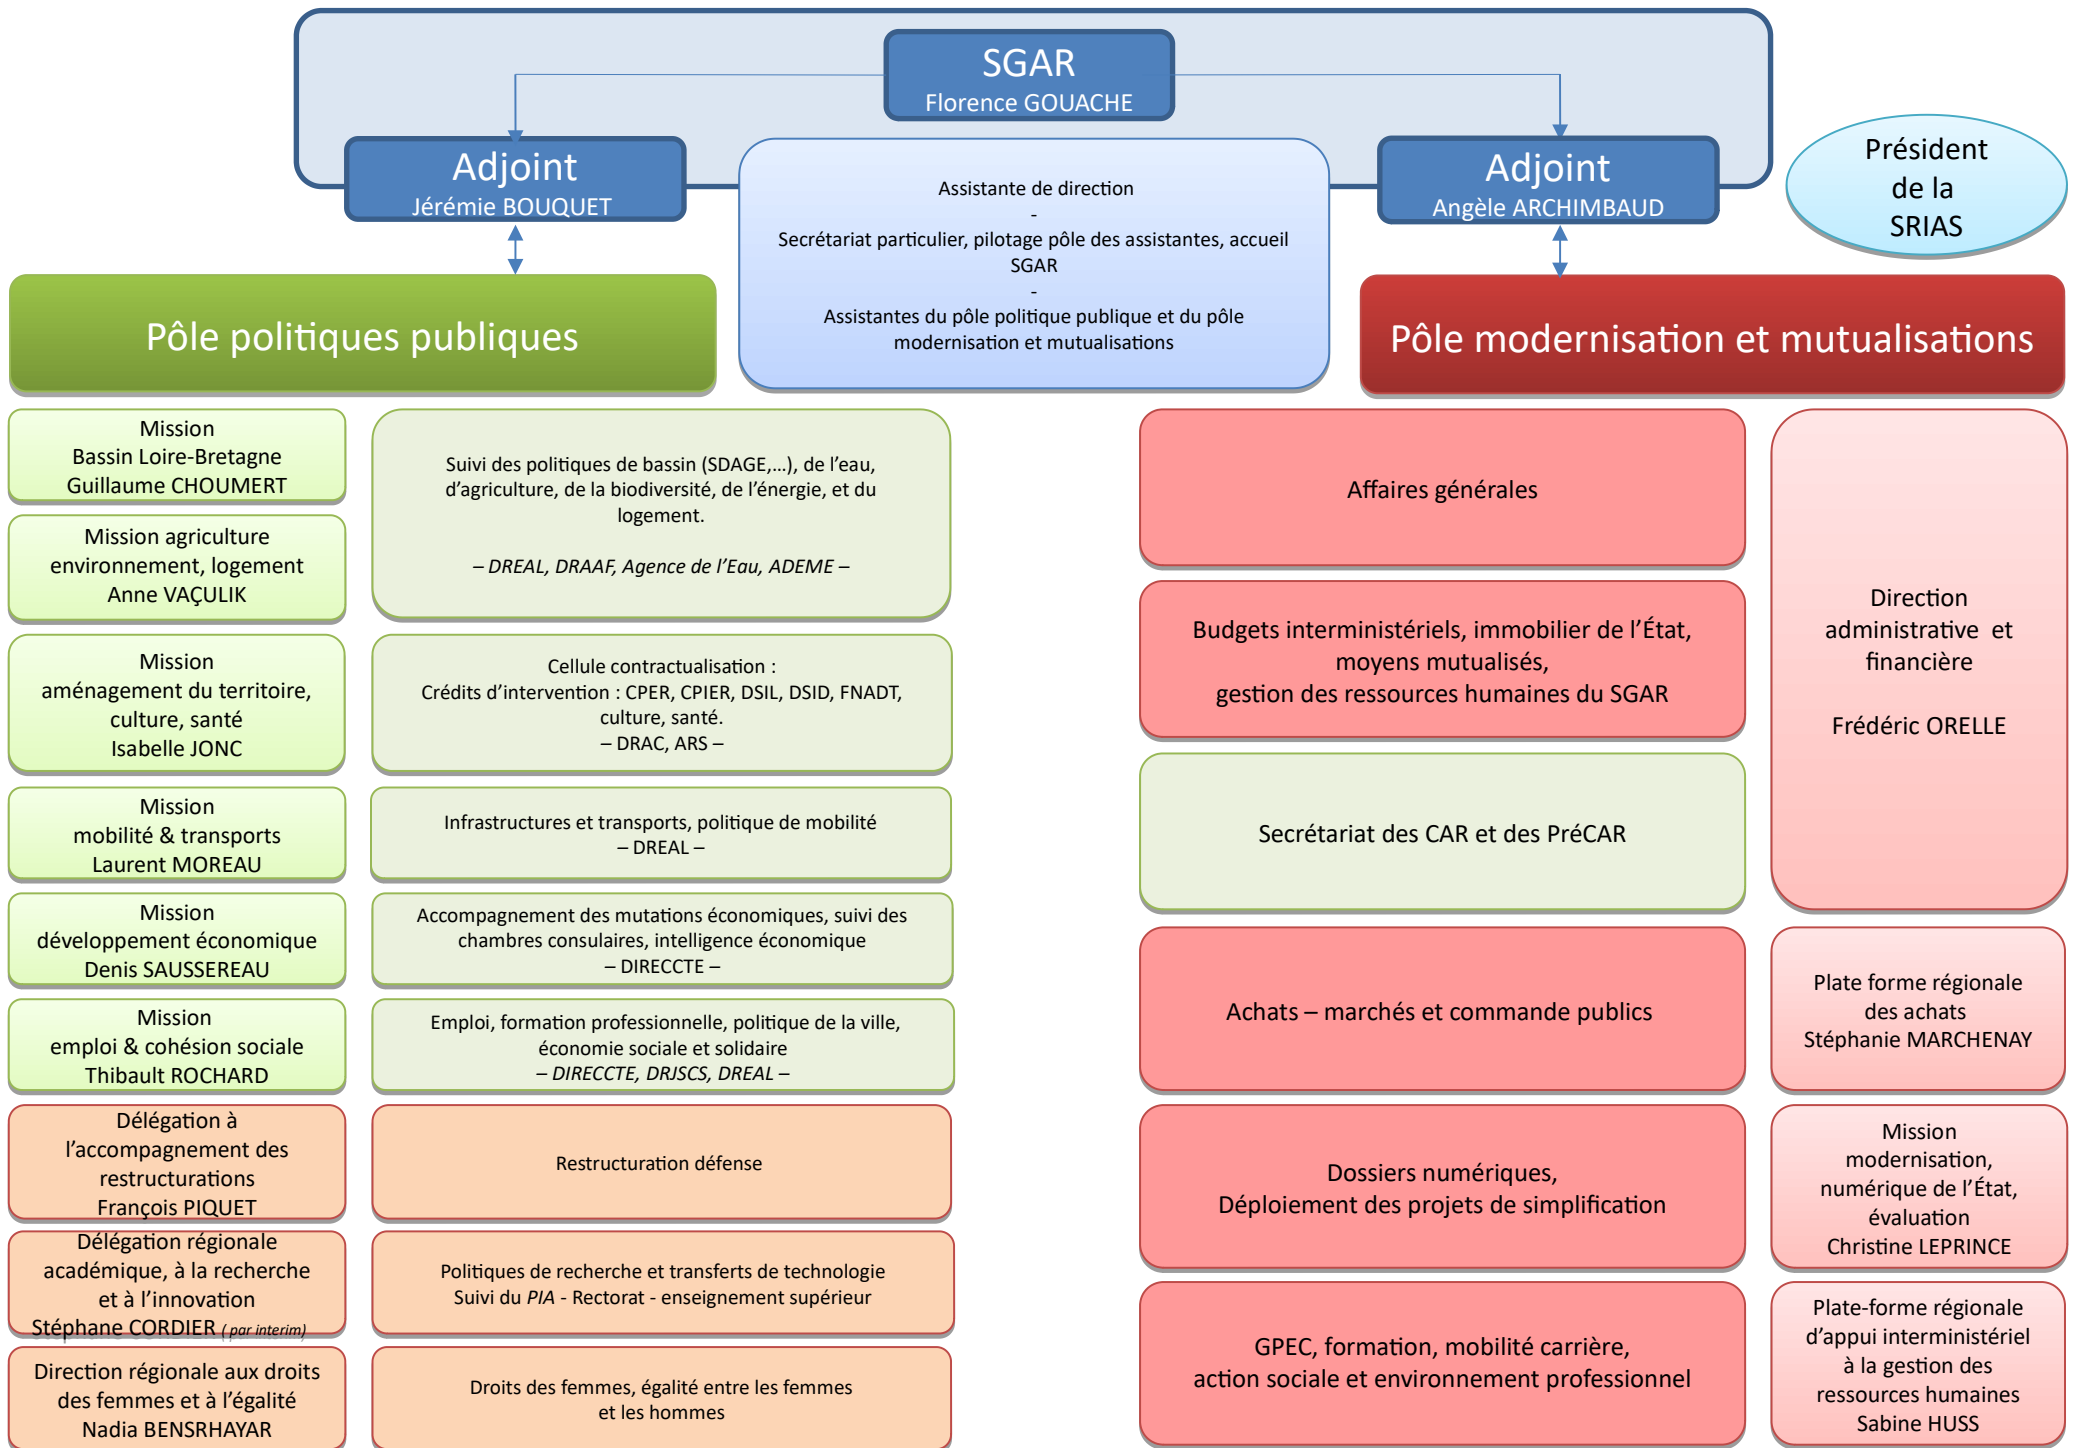 SGAR
Florence GOUACHE
Adjoint
Jérémie BOUQUET
Adjoint
Angèle ARCHIMBAUD
Assistante de direction
-
Secrétariat particulier, pilotage pôle des assistantes, accueil
SGAR
-
Assistantes du pôle politique publique et du pôle
modernisation et mutualisations
Président
de la
SRIAS
Pôle politiques publiques
Pôle modernisation et mutualisations
Mission
Bassin Loire-Bretagne
Guillaume CHOUMERT
Mission agriculture
environnement, logement
Anne VAÇULIK
Suivi des politiques de bassin (SDAGE,…), de l’eau,
d’agriculture, de la biodiversité, de l’énergie, et du
logement.
– DREAL, DRAAF, Agence de l’Eau, ADEME –
Mission
aménagement du territoire,
culture, santé
Isabelle JONC
Cellule contractualisation :
Crédits d’intervention : CPER, CPIER, DSIL, DSID, FNADT,
culture, santé.
– DRAC, ARS –
Mission
mobilité & transports
Laurent MOREAU
Infrastructures et transports, politique de mobilité
– DREAL –
Mission
développement économique
Denis SAUSSEREAU
Accompagnement des mutations économiques, suivi des
chambres consulaires, intelligence économique
– DIRECCTE –
Mission
emploi & cohésion sociale
Thibault ROCHARD
Emploi, formation professionnelle, politique de la ville,
économie sociale et solidaire
– DIRECCTE, DRJSCS, DREAL –
Délégation à
l’accompagnement des
restructurations
François PIQUET
Restructuration défense
Délégation régionale
académique, à la recherche
et à l’innovation
Stéphane CORDIER ( par interim)
Politiques de recherche et transferts de technologie
Suivi du PIA - Rectorat - enseignement supérieur
Direction régionale aux droits
des femmes et à l’égalité
Nadia BENSRHAYAR
Droits des femmes, égalité entre les femmes
et les hommes
Affaires générales
Budgets interministériels, immobilier de l’État,
moyens mutualisés,
gestion des ressources humaines du SGAR
Secrétariat des CAR et des PréCAR
Direction
administrative et
financière
Frédéric ORELLE
Achats – marchés et commande publics
Plate forme régionale
des achats
Stéphanie MARCHENAY
Dossiers numériques,
Déploiement des projets de simplification
Mission
modernisation,
numérique de l’État,
évaluation
Christine LEPRINCE
GPEC, formation, mobilité carrière,
action sociale et environnement professionnel
Plate-forme régionale
d’appui interministériel
à la gestion des
ressources humaines
Sabine HUSS